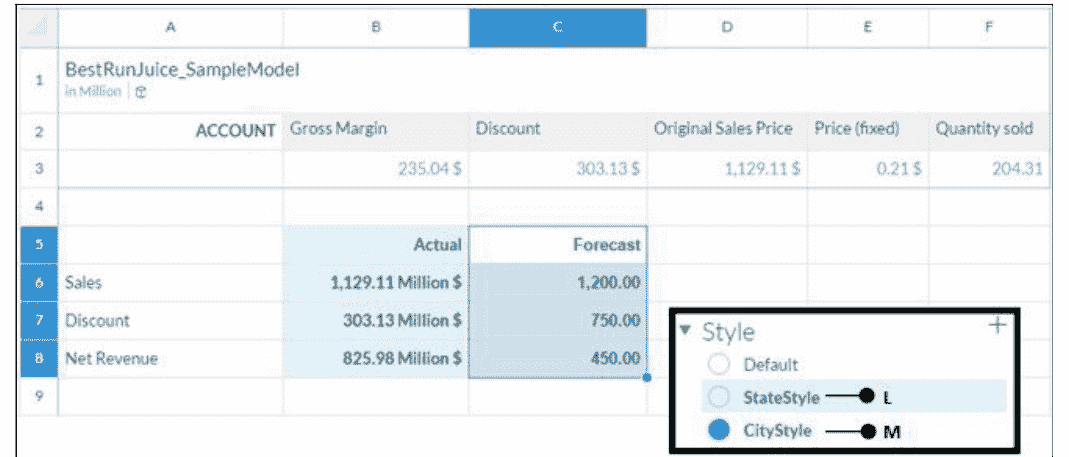 A B C D E F
1 BestRunJuice_SampleModel
in Million
2 ACCOUNT Gross Margin Discount Original Sales Price Price (fixed) Quantity sold
3 235.04 $ 303.13 $ 1,129.11 $ 0.21 $ 204.31
4
5 Actual Forecast
6 Sales 1,129.11 Million $ 1,200.00
7 Discount 303.13 Million $ 750.00
8 Net Revenue 825.98 Million $ 450.00
9
Style +
Default
StateStyle L
CityStyle M